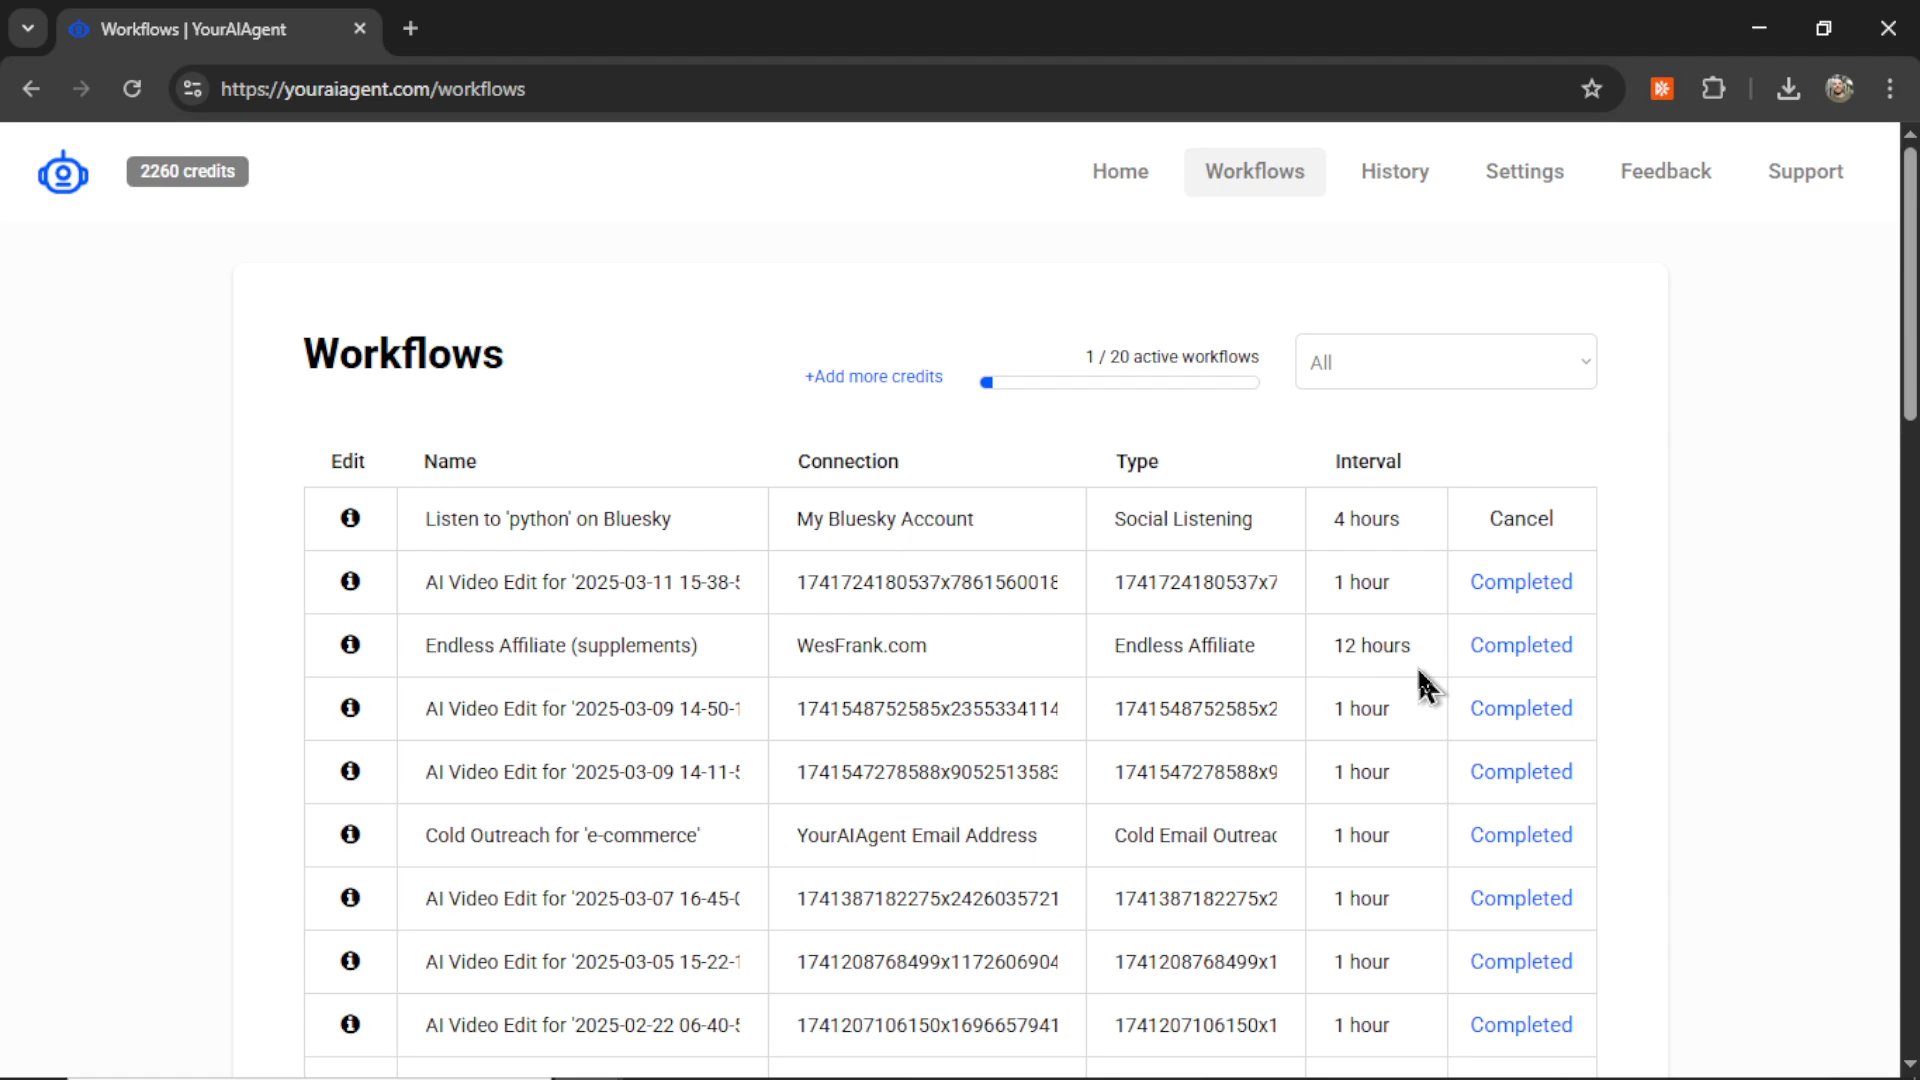 Workflows | YourAIAgent
https://youraiagent.com/workflows
2260 credits
Home Workflows History Settings Feedback Support
Workflows
+Add more credits
1 / 20 active workflows
All
Edit Name Connection Type Interval
Listen to 'python' on Bluesky My Bluesky Account Social Listening 4 hours Cancel
AI Video Edit for '2025-03-11 15-38- 1741724180537x786156001 1741724180537x7 1 hour Completed
Endless Affiliate (supplements) WesFrank.com Endless Affiliate 12 hours Completed
AI Video Edit for '2025-03-09 14-50-1 1741548752585x2355334114 1741548752585x2 1 hour Completed
AI Video Edit for '2025-03-09 14-11- 1741547278588x905251358 1741547278588x9 1 hour Completed
Cold Outreach for 'e-commerce' YourAIAgent Email Address Cold Email Outreac 1 hour Completed
AI Video Edit for '2025-03-07 16-45- 1741387182275x2426035721 1741387182275x2 1 hour Completed
AI Video Edit for '2025-03-05 15-22-1 1741208768499x1172606904 1741208768499x1 1 hour Completed
AI Video Edit for '2025-02-22 06-40- 1741207106150x1696657941 1741207106150x1 1 hour Completed